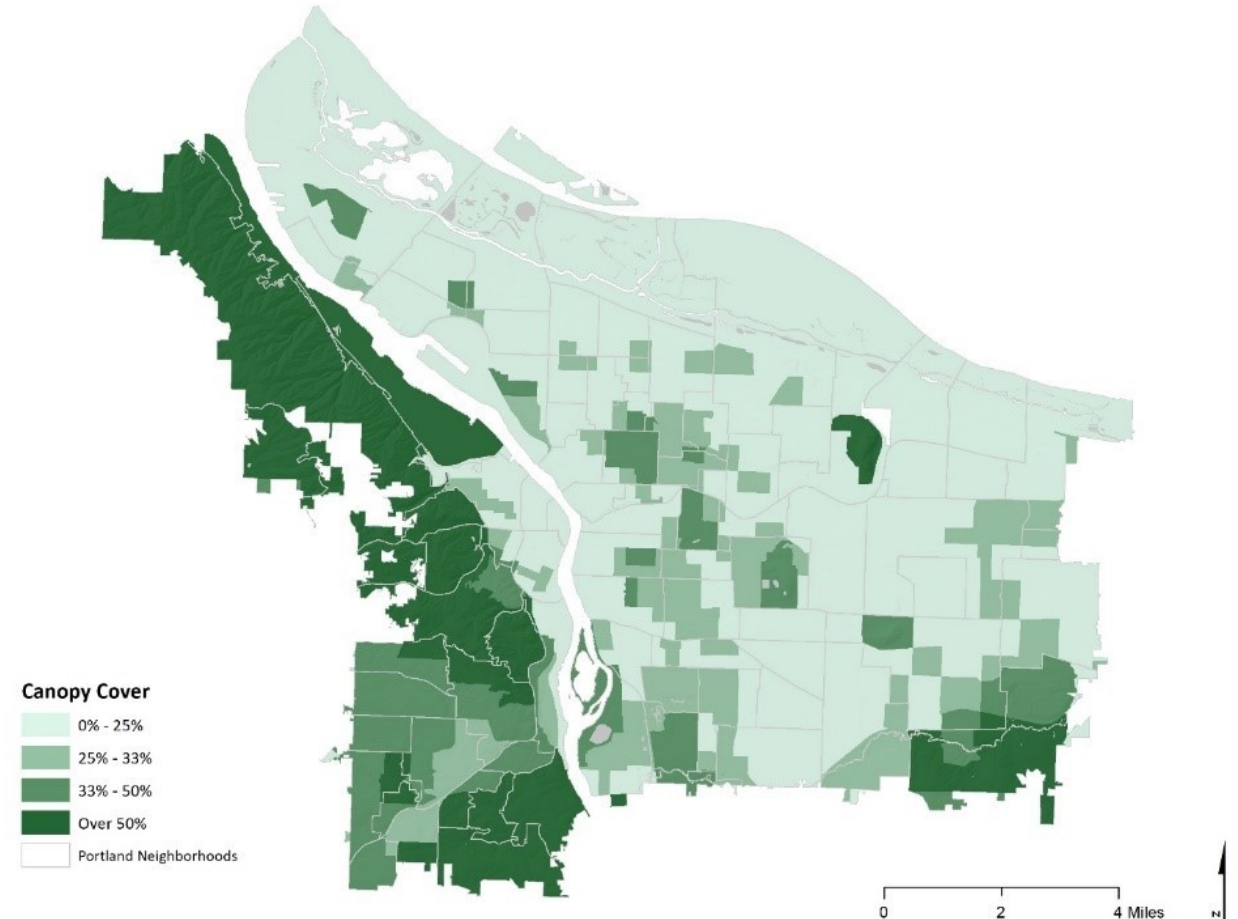 Canopy Cover
0% - 25%
25% - 33%
33% - 50%
Over 50%
Portland Neighborhoods
0 2 4 Miles
N